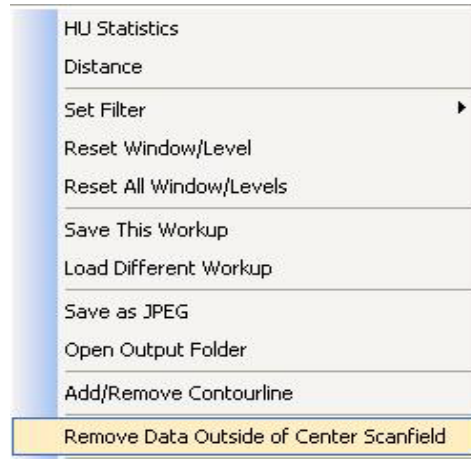 HU Statistics
Distance
Set Filter
Reset Window/Level
Reset All Window/Levels
Save This Workup
Load Different Workup
Save as JPEG
Open Output Folder
Add/Remove Contourline
Remove Data Outside of Center Scanfield